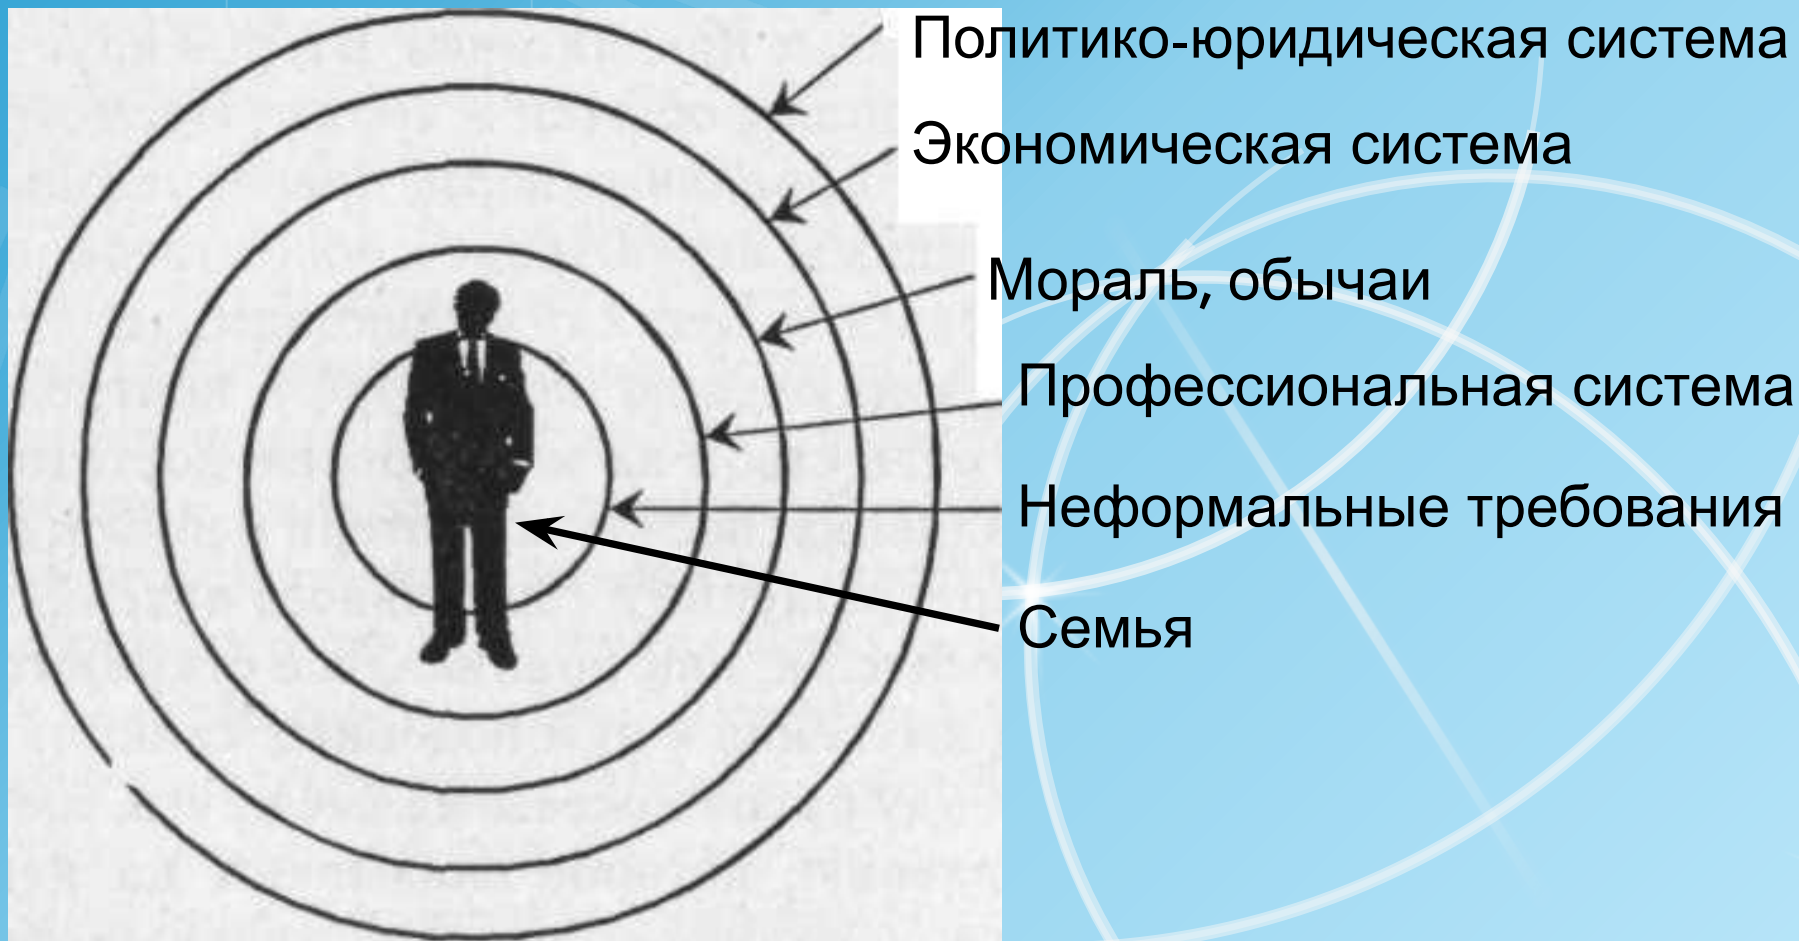 Политико-юридическая система
Экономическая система
Мораль, обычаи
Профессиональная система
Неформальные требования
Семья